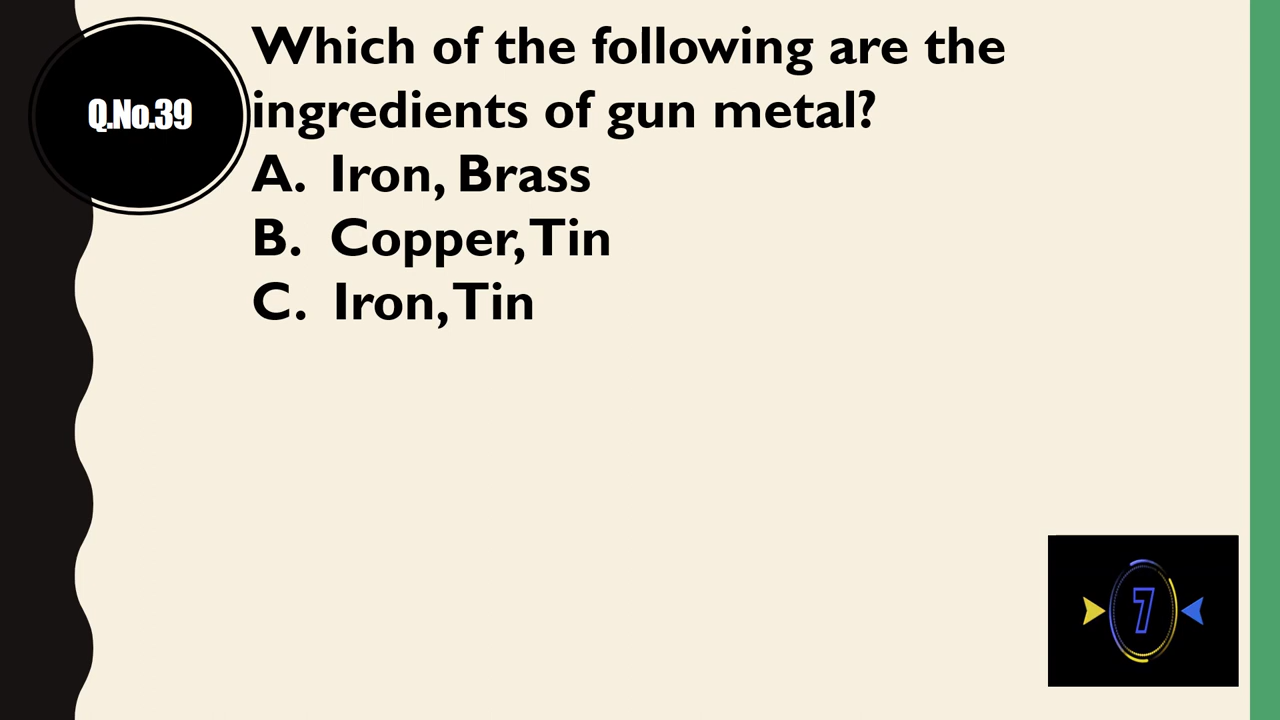 Q.No.39
Which of the following are the
ingredients of gun metal?
A. Iron, Brass
B. Copper, Tin
C. Iron, Tin
7